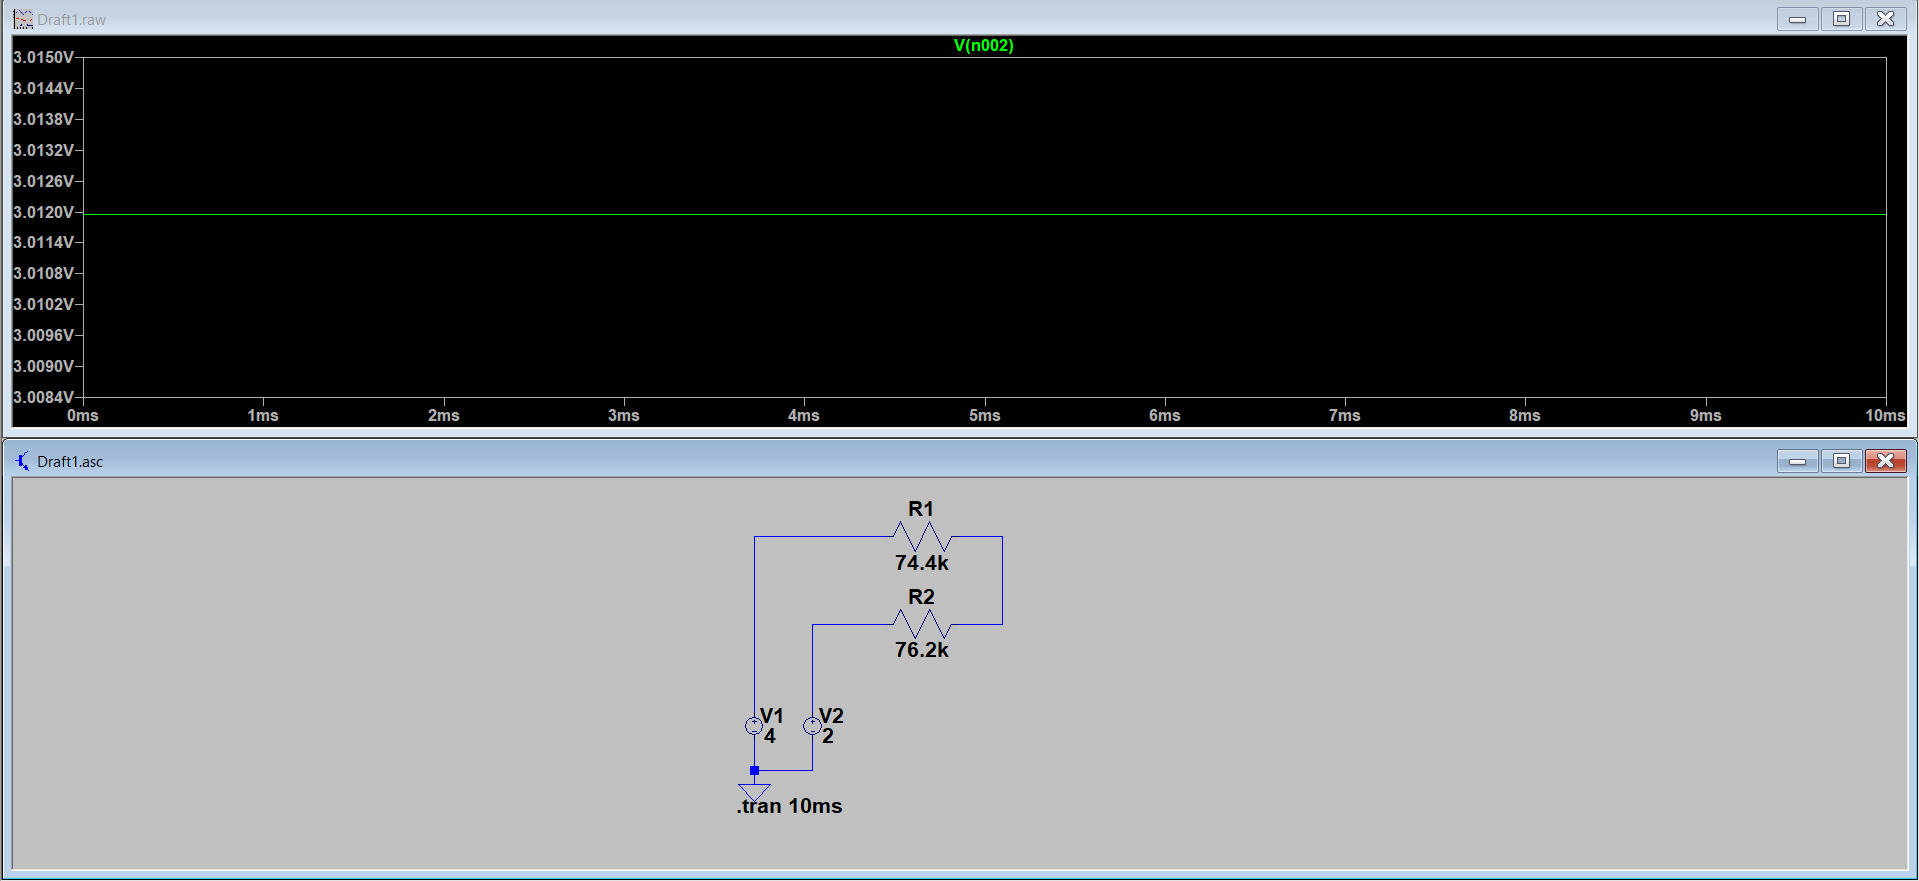 Draft1.raw
V(n002)
3.0150V
3.0144V
3.0138V
3.0132V
3.0126V
3.0120V
3.0114V
3.0108V
3.0102V
3.0096V
3.0090V
3.0084V
0ms 1ms 2ms 3ms 4ms 5ms 6ms 7ms 8ms 9ms 10ms
Draft1.asc
R1
74.4k
R2
76.2k
V1 V2
4 2
.tran 10ms